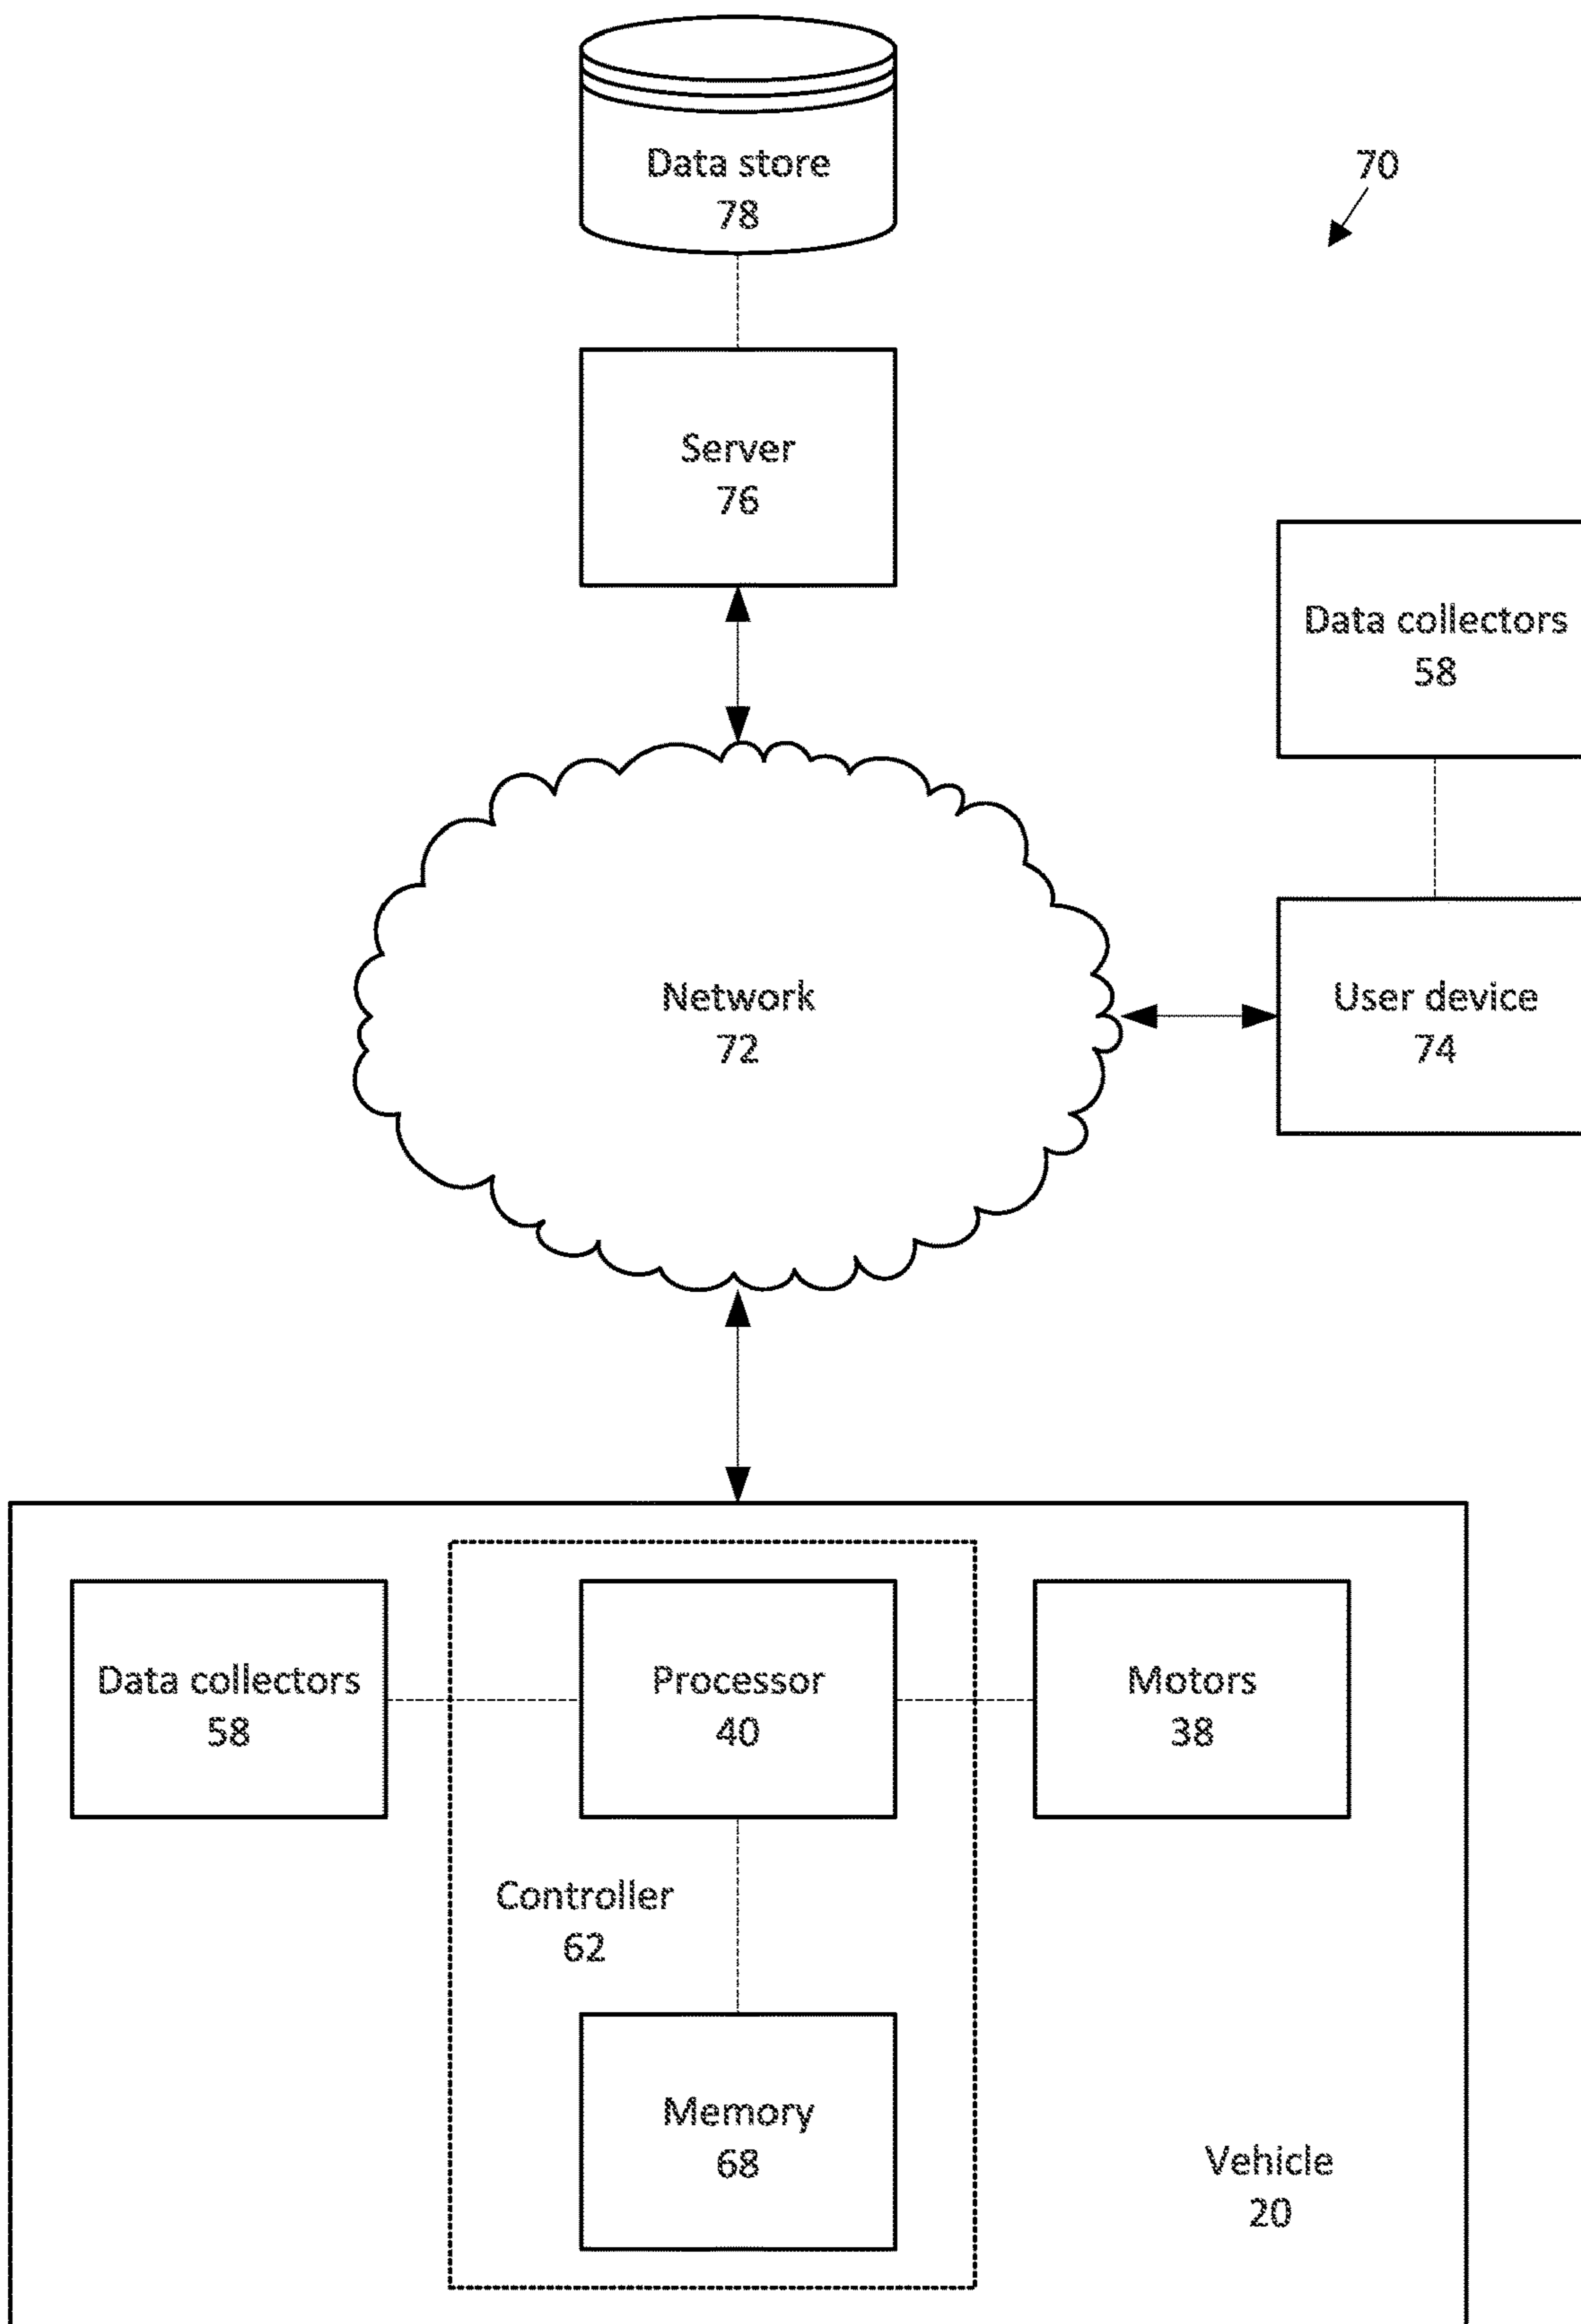 Data store
78
70
Server
76
Data collectors
58
Network
72
User device
74
Data collectors
58
Processor
40
Motors
38
Controller
62
Memory
68
Vehicle
20